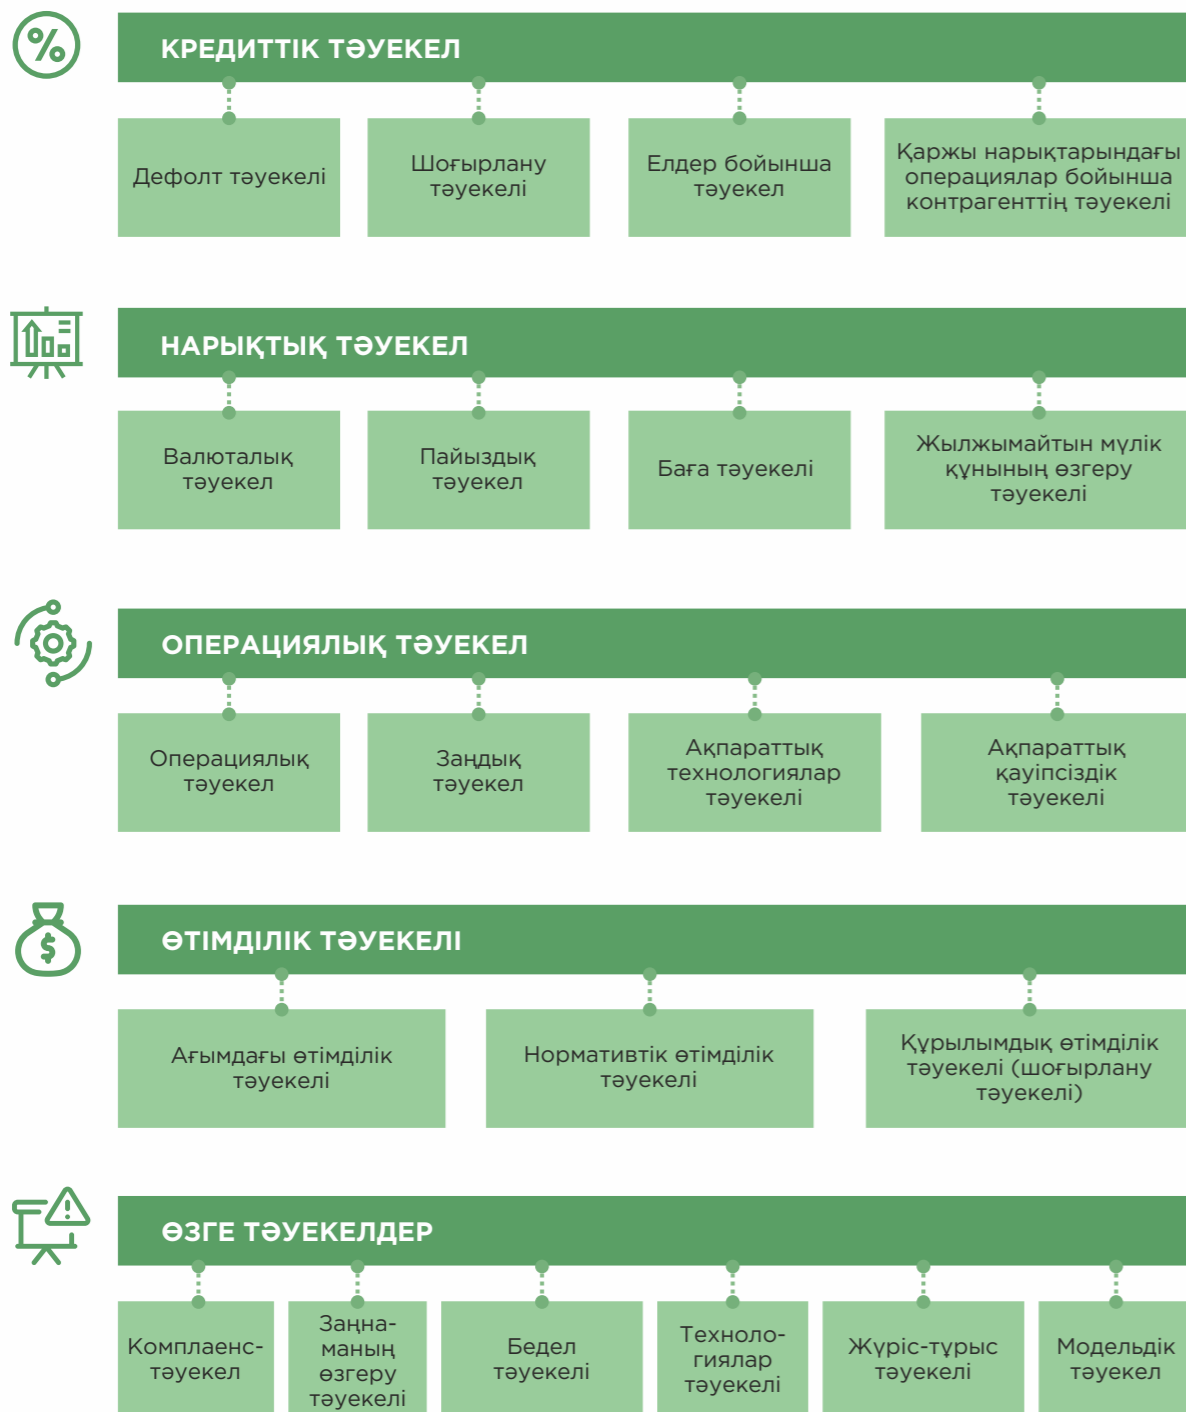 КРЕДИТТІК ТӘУЕКЕЛ
Дефолт тәуекелі
Шоғырлану
тәуекелі
Елдер бойынша
тәуекел
Қаржы нарықтарындағы
операциялар бойынша
контрагенттің тәуекелі
НАРЫҚТЫҚ ТӘУЕКЕЛ
Валюталық
тәуекел
Пайыздық
тәуекел
Баға тәуекелі
Жылжымайтын мүлік
құнының өзгеру
тәуекелі
ОПЕРАЦИЯЛЫҚ ТӘУЕКЕЛ
Операциялық
тәуекел
Заңдық
тәуекел
Ақпараттық
технологиялар
тәуекелі
Ақпараттық
қауіпсіздік
тәуекелі
ӨТІМДІЛІК ТӘУЕКЕЛІ
Ағымдағы өтімділік
тәуекелі
Нормативтік өтімділік
тәуекелі
Құрылымдық өтімділік
тәуекелі (шоғырлану
тәуекелі)
ӨЗГЕ ТӘУЕКЕЛДЕР
Комплаенс-
тәуекел
Заңна-
маның
өзгеру
тәуекелі
Бедел
тәуекелі
Техноло-
гиялар
тәуекелі
Жүріс-тұрыс
тәуекелі
Модельдік
тәуекел